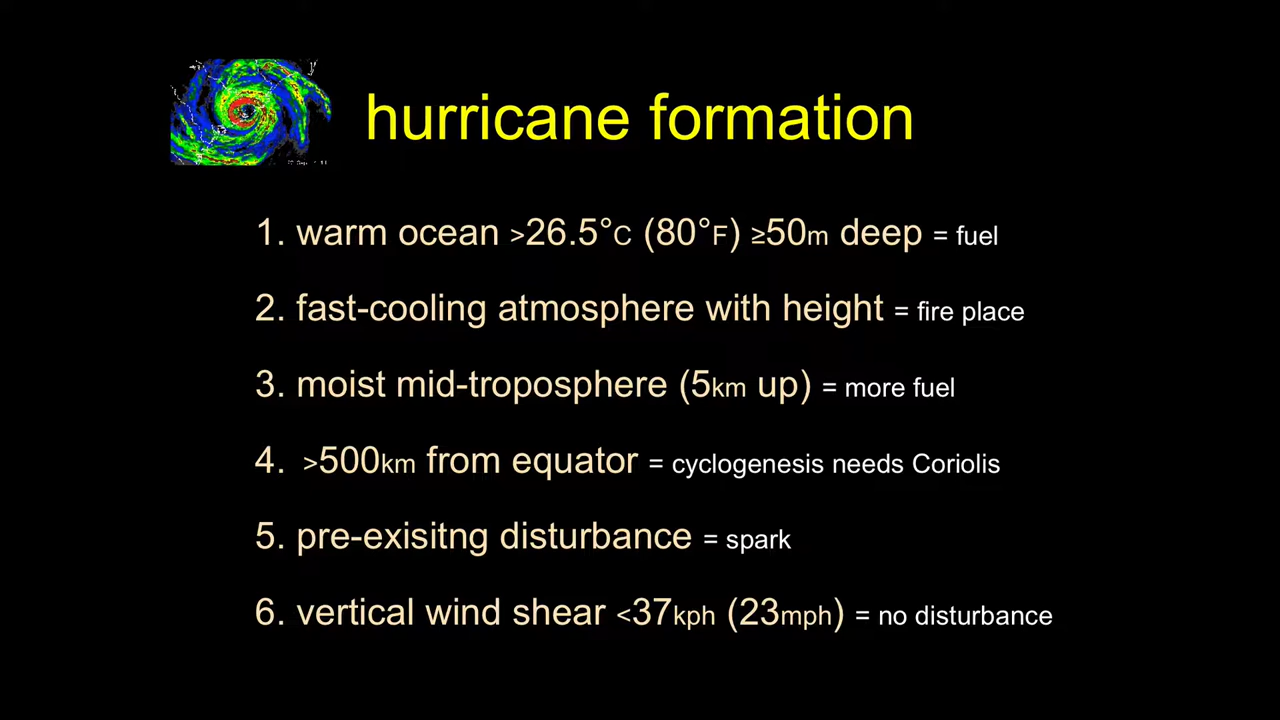 hurricane formation
1. warm ocean >26.5°C (80°F) ≥50m deep = fuel
2. fast-cooling atmosphere with height = fire place
3. moist mid-troposphere (5km up) = more fuel
4. >500km from equator = cyclogenesis needs Coriolis
5. pre-exisitng disturbance = spark
6. vertical wind shear <37kph (23mph) = no disturbance